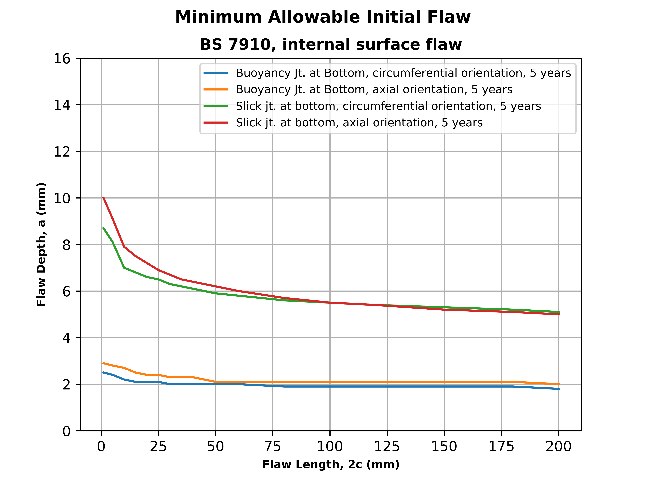 Minimum Allowable Initial Flaw
BS 7910, internal surface flaw
Buoyancy Jt. at Bottom, circumferential orientation, 5 years
Buoyancy Jt. at Bottom, axial orientation, 5 years
Slick jt. at bottom, circumferential orientation, 5 years
Slick jt. at bottom, axial orientation, 5 years
16
14
12
10
8
6
4
2
0
Flaw Depth, a (mm)
0 25 50 75 100 125 150 175 200
Flaw Length, 2c (mm)